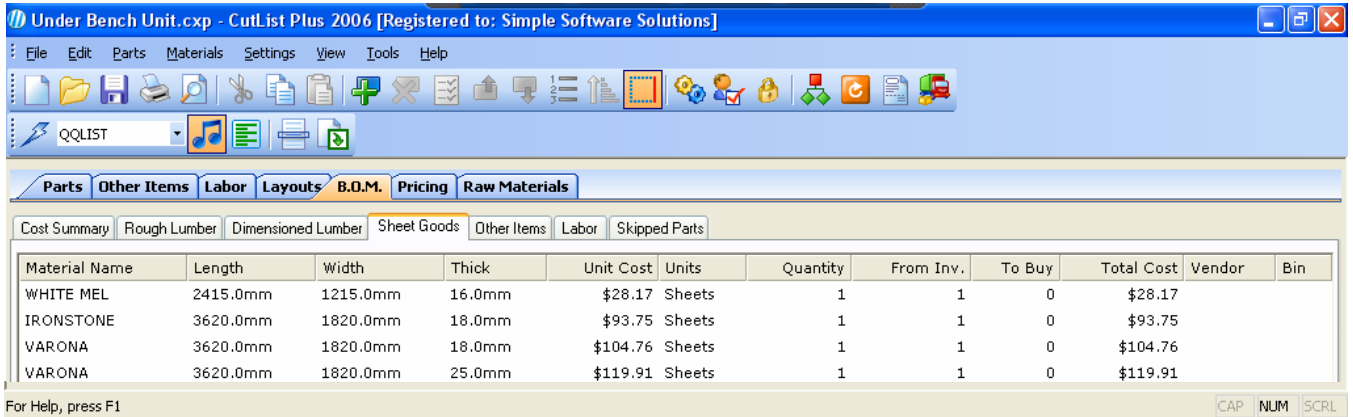 Under Bench Unit.cxp - CutList Plus 2006 [Registered to: Simple Software Solutions]
File Edit Parts Materials Settings View Tools Help
QQLIST
Parts Other Items Labor Layouts B.O.M. Pricing Raw Materials
Cost Summary Rough Lumber Dimensioned Lumber Sheet Goods Other Items Labor Skipped Parts
Material Name Length Width Thick Unit Cost Units Quantity From Inv. To Buy Total Cost Vendor Bin
WHITE MEL 2415.0mm 1215.0mm 16.0mm $28.17 Sheets 1 1 0 $28.17
IRONSTONE 3620.0mm 1820.0mm 18.0mm $93.75 Sheets 1 1 0 $93.75
VARONA 3620.0mm 1820.0mm 18.0mm $104.76 Sheets 1 1 0 $104.76
VARONA 3620.0mm 1820.0mm 25.0mm $119.91 Sheets 1 1 0 $119.91
For Help, press F1 CAP NUM SCRL